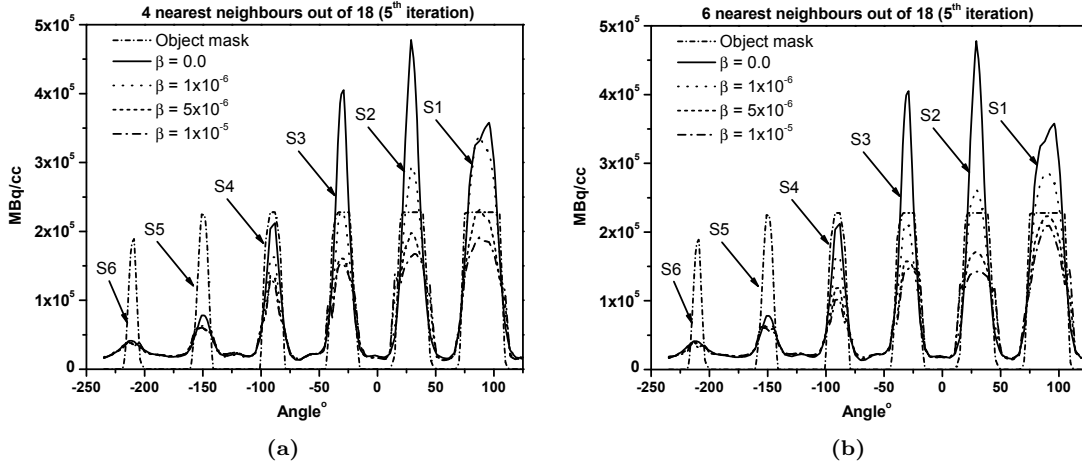 4 nearest neighbours out of 18 (5th iteration)
5x10^5
4x10^5
3x10^5
2x10^5
1x10^5
0
MBq/cc
Object mask
β = 0.0
β = 1x10^-6
β = 5x10^-6
β = 1x10^-5
S1
S2
S3
S4
S5
S6
-250 -200 -150 -100 -50 0 50 100
Angle°
(a)
6 nearest neighbours out of 18 (5th iteration)
5x10^5
4x10^5
3x10^5
2x10^5
1x10^5
0
MBq/cc
Object mask
β = 0.0
β = 1x10^-6
β = 5x10^-6
β = 1x10^-5
S1
S2
S3
S4
S5
S6
-250 -200 -150 -100 -50 0 50 100
Angle°
(b)